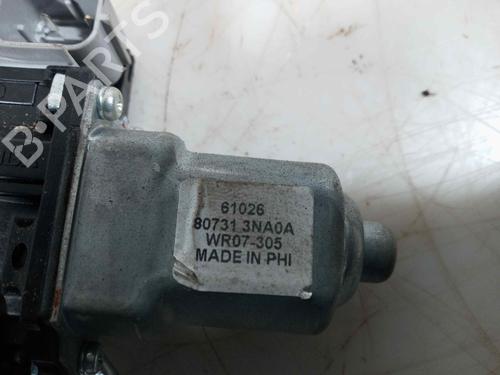 B-PARTS
61026
80731 3NA0A
WR07-305
MADE IN PHI